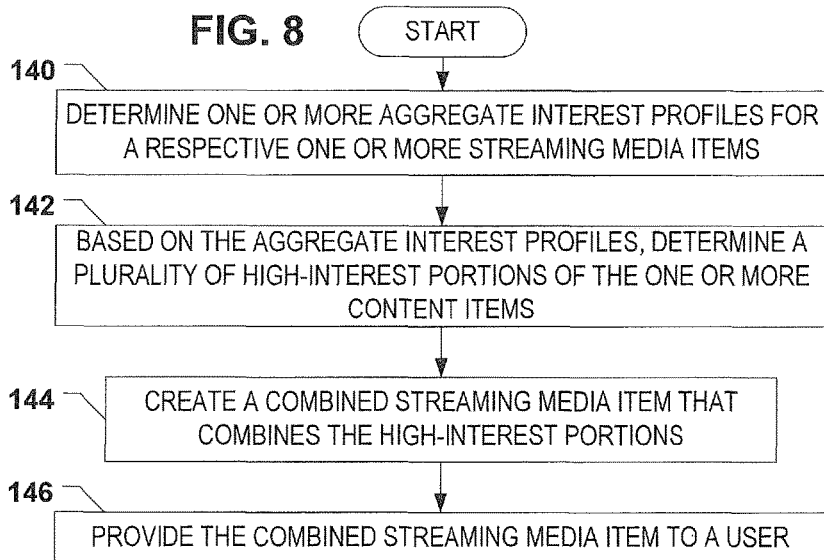 FIG. 8
START
140
DETERMINE ONE OR MORE AGGREGATE INTEREST PROFILES FOR
A RESPECTIVE ONE OR MORE STREAMING MEDIA ITEMS
142
BASED ON THE AGGREGATE INTEREST PROFILES, DETERMINE A
PLURALITY OF HIGH-INTEREST PORTIONS OF THE ONE OR MORE
CONTENT ITEMS
144
CREATE A COMBINED STREAMING MEDIA ITEM THAT
COMBINES THE HIGH-INTEREST PORTIONS
146
PROVIDE THE COMBINED STREAMING MEDIA ITEM TO A USER